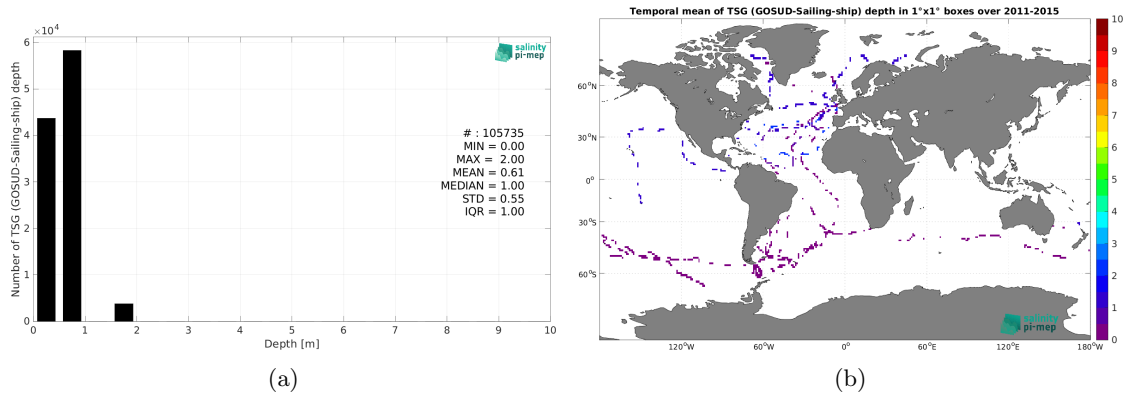 ×10⁴
6
5
4
3
2
1
0
Number of TSG (GOSUD-Sailing-ship) depth
salinity
pi-mep
# : 105735
MIN = 0.00
MAX = 2.00
MEAN = 0.61
MEDIAN = 1.00
STD = 0.55
IQR = 1.00
0 1 2 3 4 5 6 7 8 9 10
Depth [m]
(a)
Temporal mean of TSG (GOSUD-Sailing-ship) depth in 1°x1° boxes over 2011-2015
60°N
30°N
0°
30°S
60°S
120°W 60°W 0° 60°E 120°E 180°W
salinity
pi-mep
10
9
8
7
6
5
4
3
2
1
0
(b)